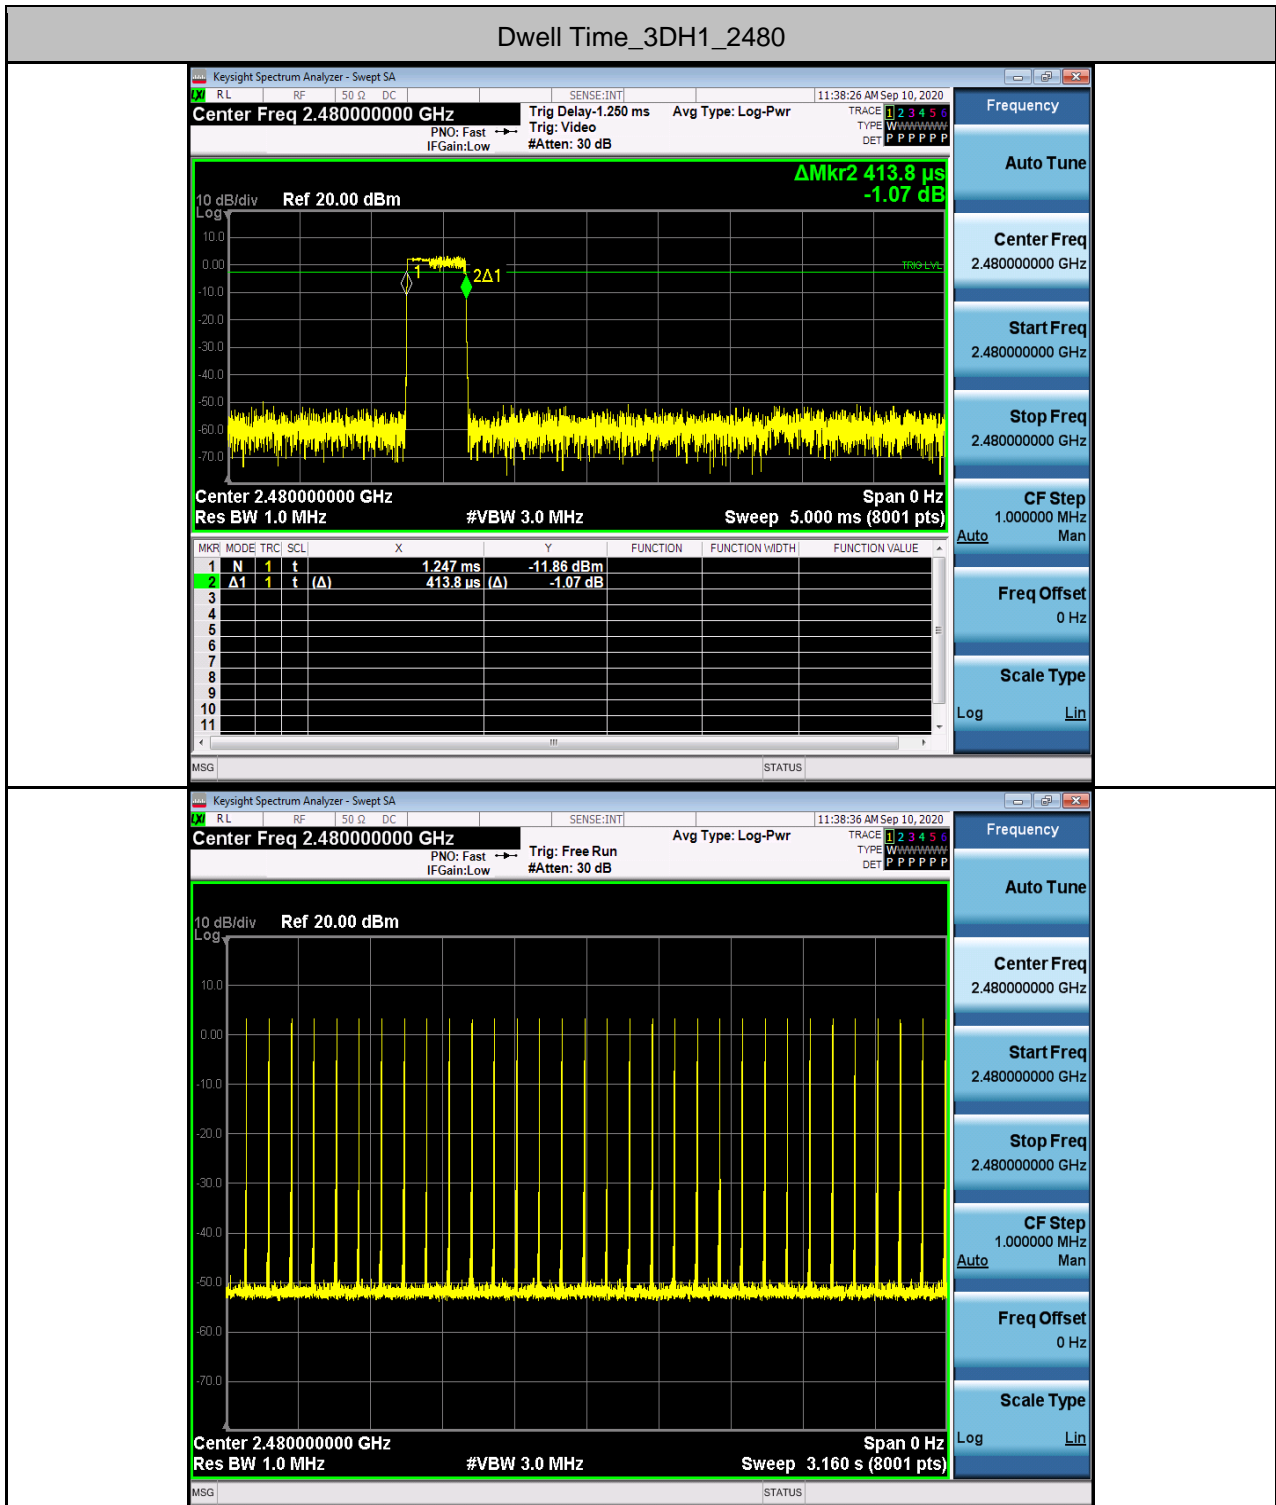 Dwell Time_3DH1_2480
Keysight Spectrum Analyzer - Swept SA
LXI RL RF 50 Ω DC SENSE:INT 11:38:26 AM Sep 10, 2020
Center Freq 2.480000000 GHz
PNO: Fast
IFGain:Low
Trig Delay-1.250 ms
Trig: Video
#Atten: 30 dB
Avg Type: Log-Pwr
TRACE 1 2 3 4 5 6
TYPE WWWWWW
DET P P P P P P
ΔMkr2 413.8 µs
-1.07 dB
10 dB/div Ref 20.00 dBm
Log
10.0
0.00
-10.0
-20.0
-30.0
-40.0
-50.0
-60.0
-70.0
1
2Δ1
TRIG LVL
Center 2.480000000 GHz Span 0 Hz
Res BW 1.0 MHz #VBW 3.0 MHz Sweep 5.000 ms (8001 pts)
MKR MODE TRC SCL X Y FUNCTION FUNCTION WIDTH FUNCTION VALUE
1 N 1 t 1.247 ms -11.86 dBm
2 Δ1 1 t (Δ) 413.8 µs (Δ) -1.07 dB
3
4
5
6
7
8
9
10
11
MSG STATUS
Frequency
Auto Tune
Center Freq
2.480000000 GHz
Start Freq
2.480000000 GHz
Stop Freq
2.480000000 GHz
CF Step
1.000000 MHz
Auto Man
Freq Offset
0 Hz
Scale Type
Log Lin
Keysight Spectrum Analyzer - Swept SA
LXI RL RF 50 Ω DC SENSE:INT 11:38:36 AM Sep 10, 2020
Center Freq 2.480000000 GHz
PNO: Fast
IFGain:Low
Trig: Free Run
#Atten: 30 dB
Avg Type: Log-Pwr
TRACE 1 2 3 4 5 6
TYPE WWWWWW
DET P P P P P P
10 dB/div Ref 20.00 dBm
Log
10.0
0.00
-10.0
-20.0
-30.0
-40.0
-50.0
-60.0
-70.0
Center 2.480000000 GHz Span 0 Hz
Res BW 1.0 MHz #VBW 3.0 MHz Sweep 3.160 s (8001 pts)
MSG STATUS
Frequency
Auto Tune
Center Freq
2.480000000 GHz
Start Freq
2.480000000 GHz
Stop Freq
2.480000000 GHz
CF Step
1.000000 MHz
Auto Man
Freq Offset
0 Hz
Scale Type
Log Lin